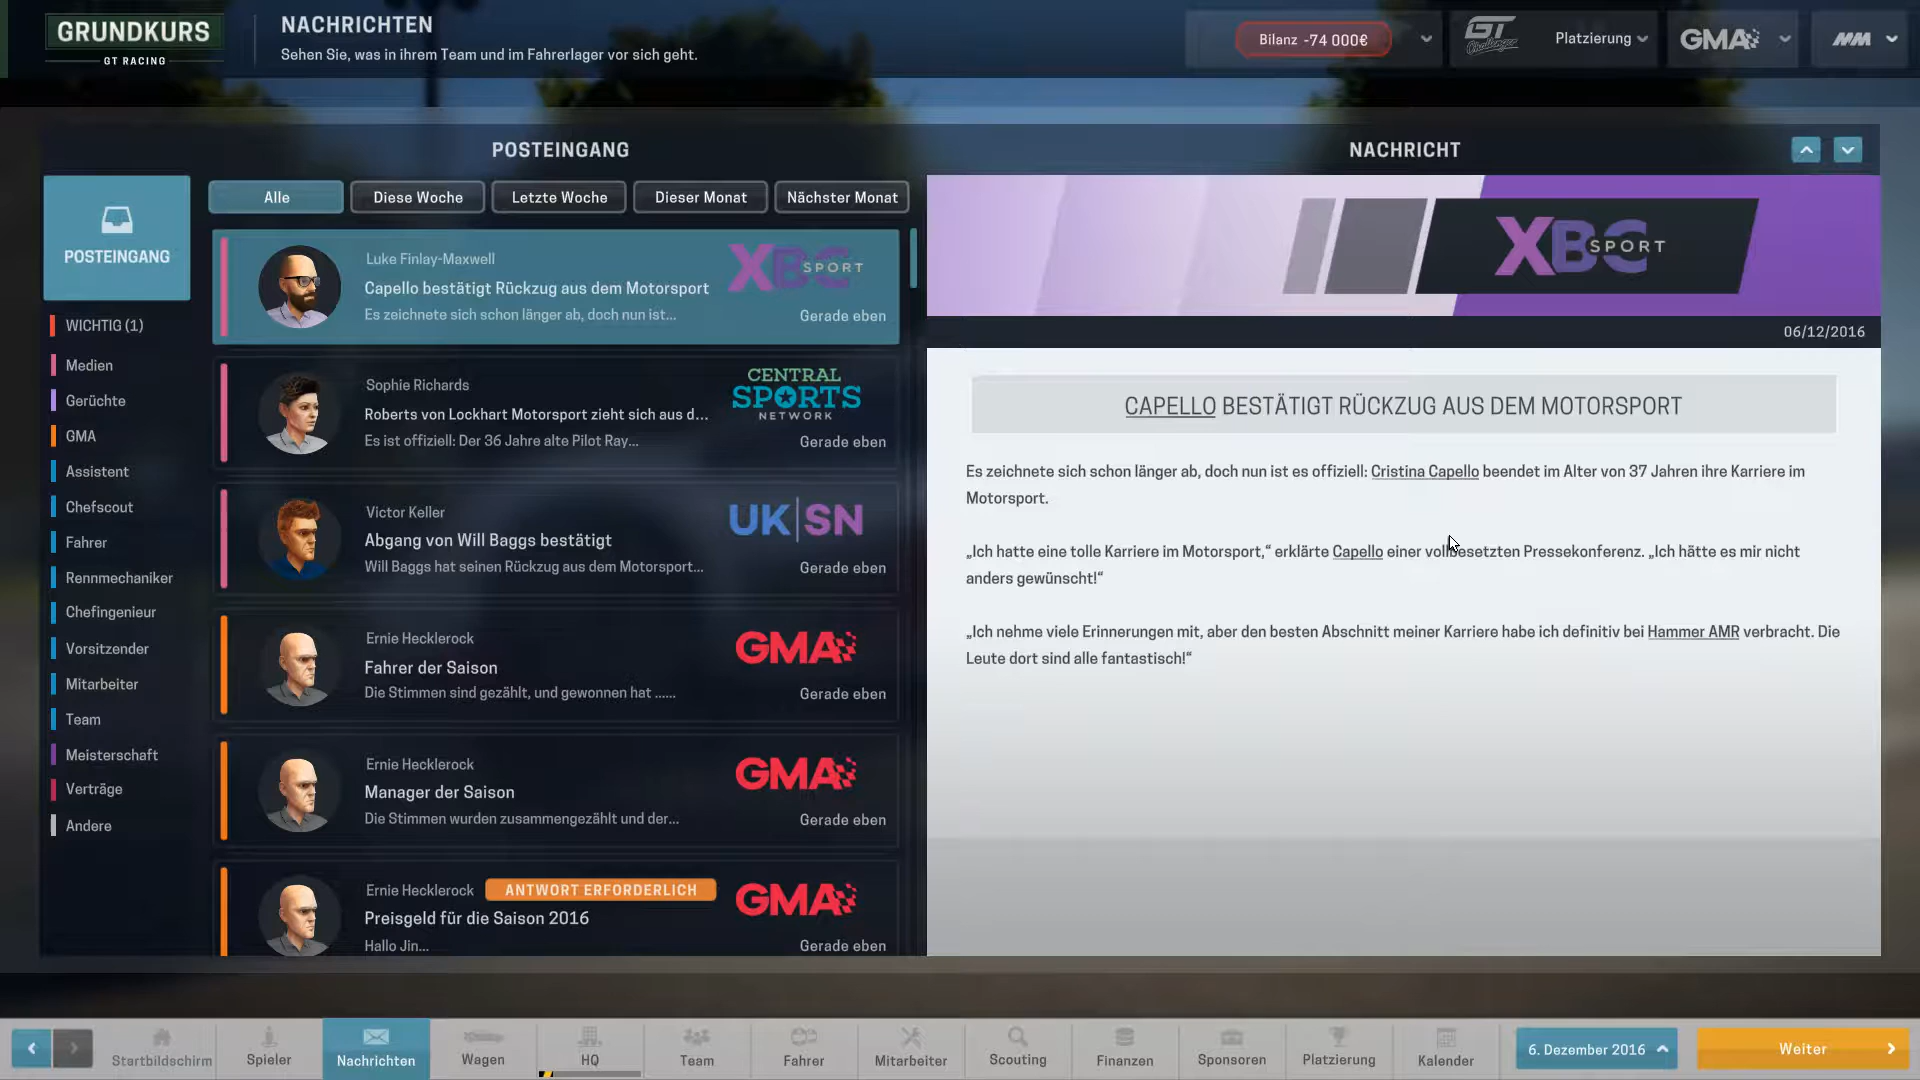 GRUNDKURS
GT RACING
NACHRICHTEN
Sehen Sie, was in ihrem Team und im Fahrerlager vor sich geht.
Bilanz -74 000€
GT Challenger
Platzierung
GMA
MM
POSTEINGANG
NACHRICHT
POSTEINGANG
WICHTIG (1)
Medien
Gerüchte
GMA
Assistent
Chefscout
Fahrer
Rennmechaniker
Chefingenieur
Vorsitzender
Mitarbeiter
Team
Meisterschaft
Verträge
Andere
Alle
Diese Woche
Letzte Woche
Dieser Monat
Nächster Monat
Luke Finlay-Maxwell
Capello bestätigt Rückzug aus dem Motorsport
Es zeichnete sich schon länger ab, doch nun ist...
XBC SPORT
Gerade eben
Sophie Richards
Roberts von Lockhart Motorsport zieht sich aus d...
Es ist offiziell: Der 36 Jahre alte Pilot Ray...
CENTRAL
SPORTS
NETWORK
Gerade eben
Victor Keller
Abgang von Will Baggs bestätigt
Will Baggs hat seinen Rückzug aus dem Motorsport...
UK|SN
Gerade eben
Ernie Hecklerock
Fahrer der Saison
Die Stimmen sind gezählt, und gewonnen hat ......
GMA
Gerade eben
Ernie Hecklerock
Manager der Saison
Die Stimmen wurden zusammengezählt und der...
GMA
Gerade eben
Ernie Hecklerock
ANTWORT ERFORDERLICH
Preisgeld für die Saison 2016
Hallo Jin...
GMA
Gerade eben
XBC SPORT
06/12/2016
CAPELLO BESTÄTIGT RÜCKZUG AUS DEM MOTORSPORT
Es zeichnete sich schon länger ab, doch nun ist es offiziell: Cristina Capello beendet im Alter von 37 Jahren ihre Karriere im
Motorsport.
„Ich hatte eine tolle Karriere im Motorsport,“ erklärte Capello einer vollbesetzten Pressekonferenz. „Ich hätte es mir nicht
anders gewünscht!“
„Ich nehme viele Erinnerungen mit, aber den besten Abschnitt meiner Karriere habe ich definitiv bei Hammer AMR verbracht. Die
Leute dort sind alle fantastisch!“
Startbildschirm
Spieler
Nachrichten
Wagen
HQ
Team
Fahrer
Mitarbeiter
Scouting
Finanzen
Sponsoren
Platzierung
Kalender
6. Dezember 2016
Weiter